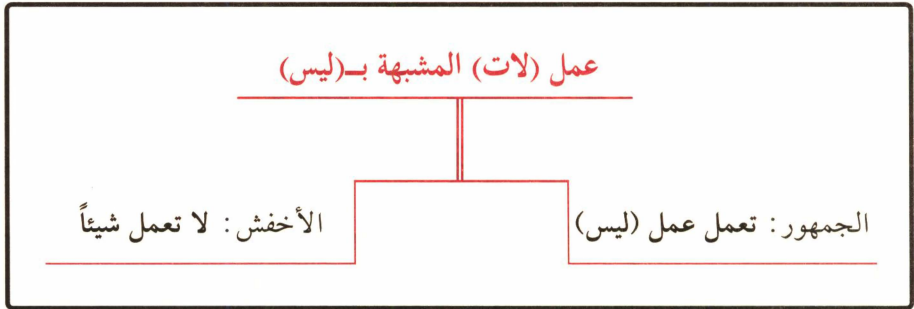 عمل (لات) المشبهة بـ(ليس)
الجمهور: تعمل عمل (ليس)
الأخفش: لا تعمل شيئاً